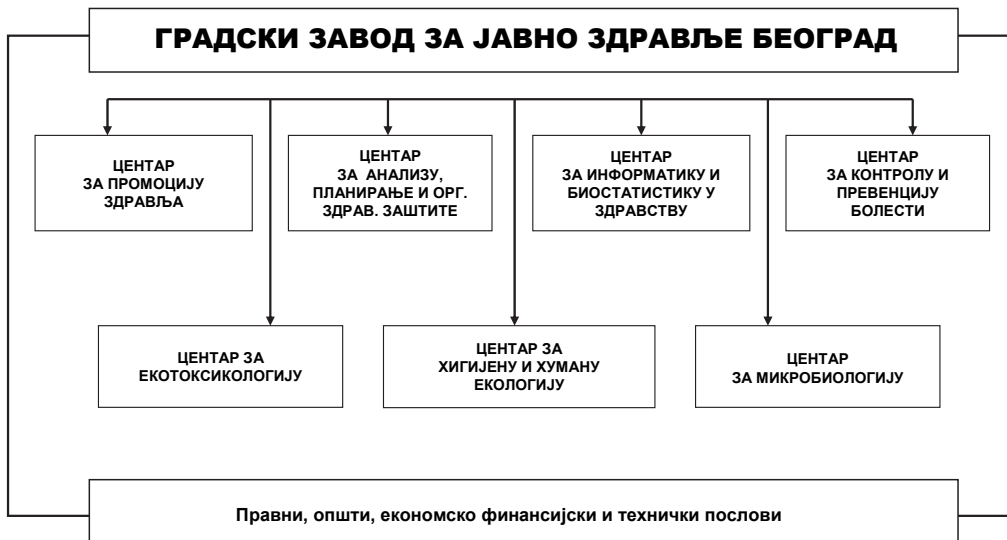 ГРАДСКИ ЗАВОД ЗА ЈАВНО ЗДРАВЉЕ БЕОГРАД
ЦЕНТАР
ЗА ПРОМОЦИЈУ
ЗДРАВЉА
ЦЕНТАР
ЗА АНАЛИЗУ,
ПЛАНИРАЊЕ И ОРГ.
ЗДРАВ. ЗАШТИТЕ
ЦЕНТАР
ЗА ИНФОРМАТИКУ И
БИОСТАТИСТИКУ У
ЗДРАВСТВУ
ЦЕНТАР
ЗА КОНТРОЛУ И
ПРЕВЕНЦИЈУ
БОЛЕСТИ
ЦЕНТАР ЗА
ЕКОТОКСИКОЛОГИЈУ
ЦЕНТАР ЗА
ХИГИЈЕНУ И ХУМАНУ
ЕКОЛОГИЈУ
ЦЕНТАР
ЗА МИКРОБИОЛОГИЈУ
Правни, општи, економско финансијски и технички послови